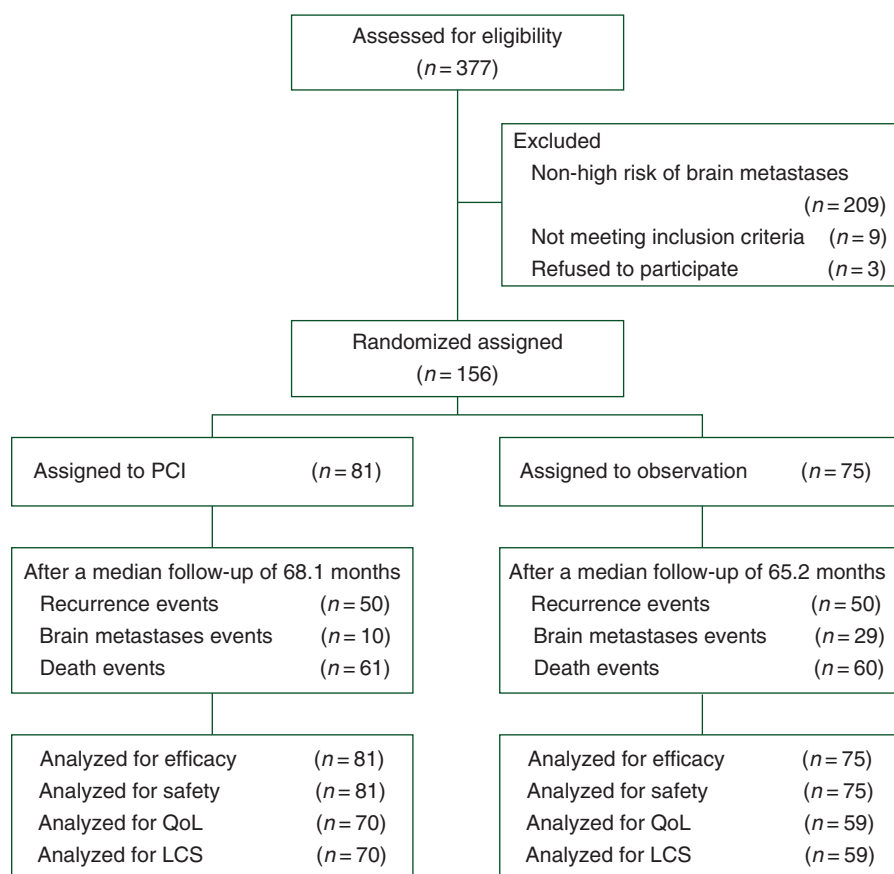 Assessed for eligibility
(n = 377)
Excluded
Non-high risk of brain metastases
(n = 209)
Not meeting inclusion criteria (n = 9)
Refused to participate (n = 3)
Randomized assigned
(n = 156)
Assigned to PCI (n = 81)
Assigned to observation (n = 75)
After a median follow-up of 68.1 months
Recurrence events (n = 50)
Brain metastases events (n = 10)
Death events (n = 61)
After a median follow-up of 65.2 months
Recurrence events (n = 50)
Brain metastases events (n = 29)
Death events (n = 60)
Analyzed for efficacy (n = 81)
Analyzed for safety (n = 81)
Analyzed for QoL (n = 70)
Analyzed for LCS (n = 70)
Analyzed for efficacy (n = 75)
Analyzed for safety (n = 75)
Analyzed for QoL (n = 59)
Analyzed for LCS (n = 59)